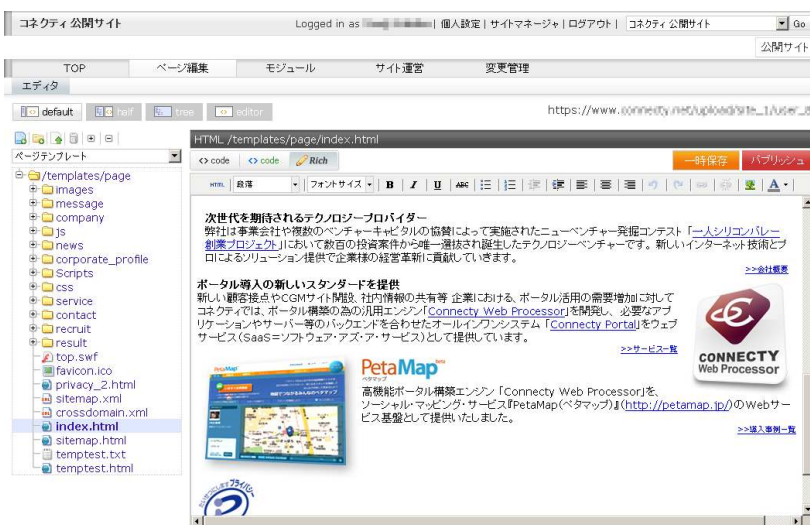 コネクティ公開サイト
Logged in as | 個人設定 | サイトマネージャ | ログアウト | コネクティ公開サイト Go
公開サイト
TOP ページ編集 モジュール サイト運営 変更管理
エディタ
default half tree editor
https://www.
ページテンプレート
/templates/page
images
message
company
js
news
corporate_profile
Scripts
css
service
contact
recruit
result
top.swf
favicon.ico
privacy_2.html
sitemap.xml
crossdomain.xml
index.html
sitemap.html
temptest.txt
temptest.html
HTML /templates/page/index.html
<> code <> code Rich 一時保存 パブリッシュ
HTML 段落 フォントサイズ B I U ABC A
次世代を期待されるテクノロジープロバイダー
弊社は事業会社や複数のベンチャーキャピタルの協賛によって実施されたニューベンチャー発掘コンテスト「一人シリコンバレー
創業プロジェクト」において数百の投資案件から唯一選抜され誕生したテクノロジーベンチャーです。新しいインターネット技術とプ
ロによるソリューション提供で企業様の経営革新に貢献していきます。
>>会社概要
ポータル導入の新しいスタンダードを提供
新しい顧客接点やCGMサイト開設、社内情報の共有等 企業における、ポータル活用の需要増加に対して
コネクティでは、ポータル構築の為の汎用エンジン「Connecty Web Processor」を開発し、必要なアプ
リケーションやサーバー等のバックエンドを合わせたオールインワンシステム「Connecty Portal」をウェブ
サービス(SaaS=ソフトウェア・アズ・ア・サービス)として提供しています。
>>サービス一覧
CONNECTY
Web Processor
PetaMap
ペタマップ
高機能ポータル構築エンジン「Connecty Web Processor」を、
ソーシャル・マッピング・サービス『PetaMap(ペタマップ)』(http://petamap.jp/)のWebサー
ビス基盤として提供いたしました。
>>導入事例一覧
たいせつにしますプライバシー